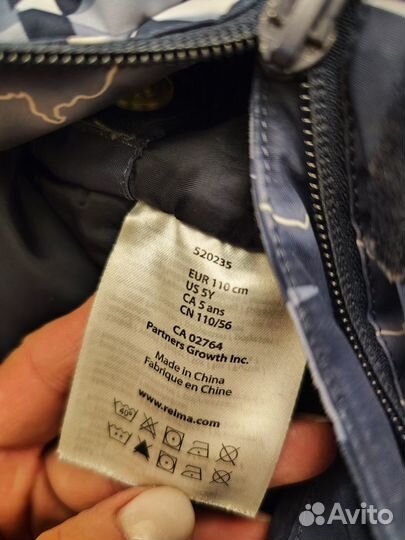 520235
EUR 110 cm
US 5Y
CA 5 ans
CN 110/56
CA 02764
Partners Growth Inc.
Made in China
Fabriqué en Chine
www.reima.com
40°
Avito